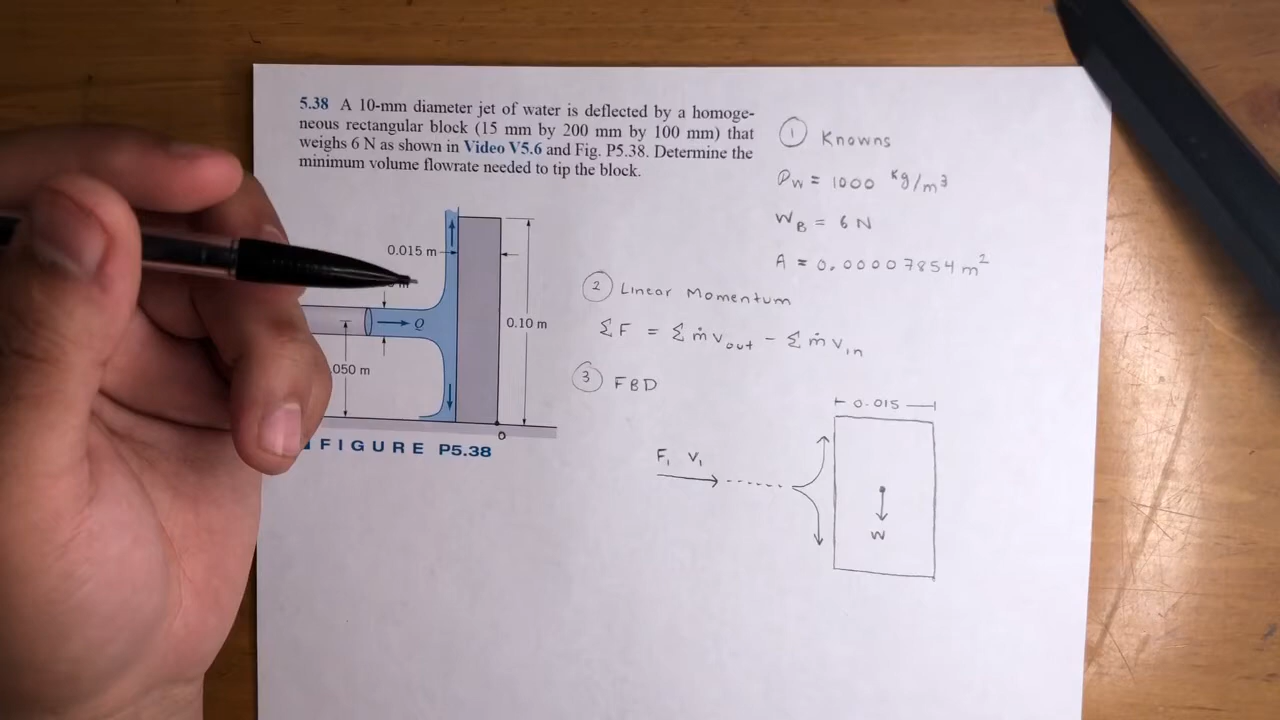 5.38 A 10-mm diameter jet of water is deflected by a homoge-
neous rectangular block (15 mm by 200 mm by 100 mm) that
weighs 6 N as shown in Video V5.6 and Fig. P5.38. Determine the
minimum volume flowrate needed to tip the block.
0.015 m
Q
0.10 m
050 m
O
FIGURE P5.38
1 Knowns
ρw = 1000 kg/m³
WB = 6 N
A = 0.00007854 m²
2 Linear Momentum
ΣF = Σṁvout - Σṁvin
3 FBD
0.015
F1 V1
W